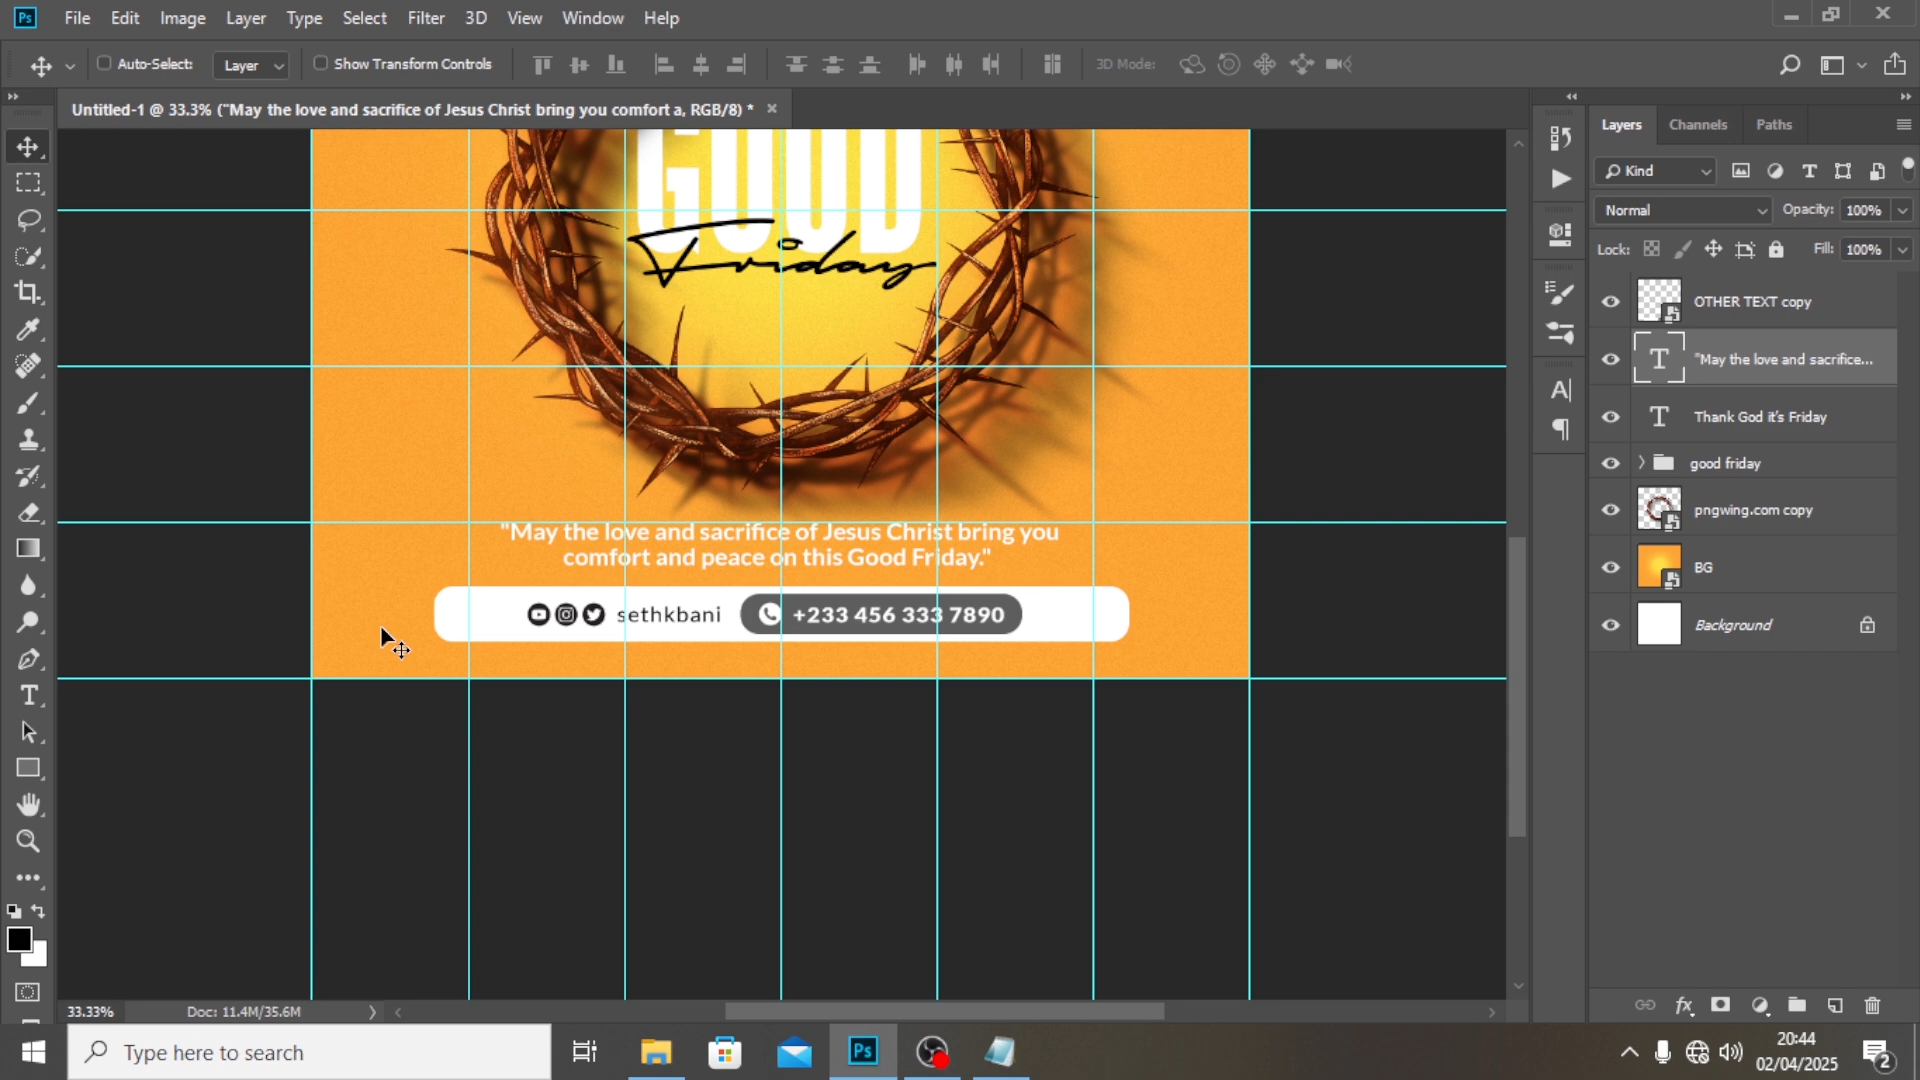 Ps File Edit Image Layer Type Select Filter 3D View Window Help
Auto-Select: Layer Show Transform Controls 3D Mode:
Untitled-1 @ 33.3% ("May the love and sacrifice of Jesus Christ bring you comfort a, RGB/8) *
GOOD
Friday
"May the love and sacrifice of Jesus Christ bring you
comfort and peace on this Good Friday."
sethkbani +233 456 333 7890
Layers Channels Paths
Kind
Normal Opacity: 100%
Lock: Fill: 100%
OTHER TEXT copy
"May the love and sacrifice...
Thank God it's Friday
good friday
pngwing.com copy
BG
Background
33.33% Doc: 11.4M/35.6M
Type here to search
Ps
20:44
02/04/2025
2